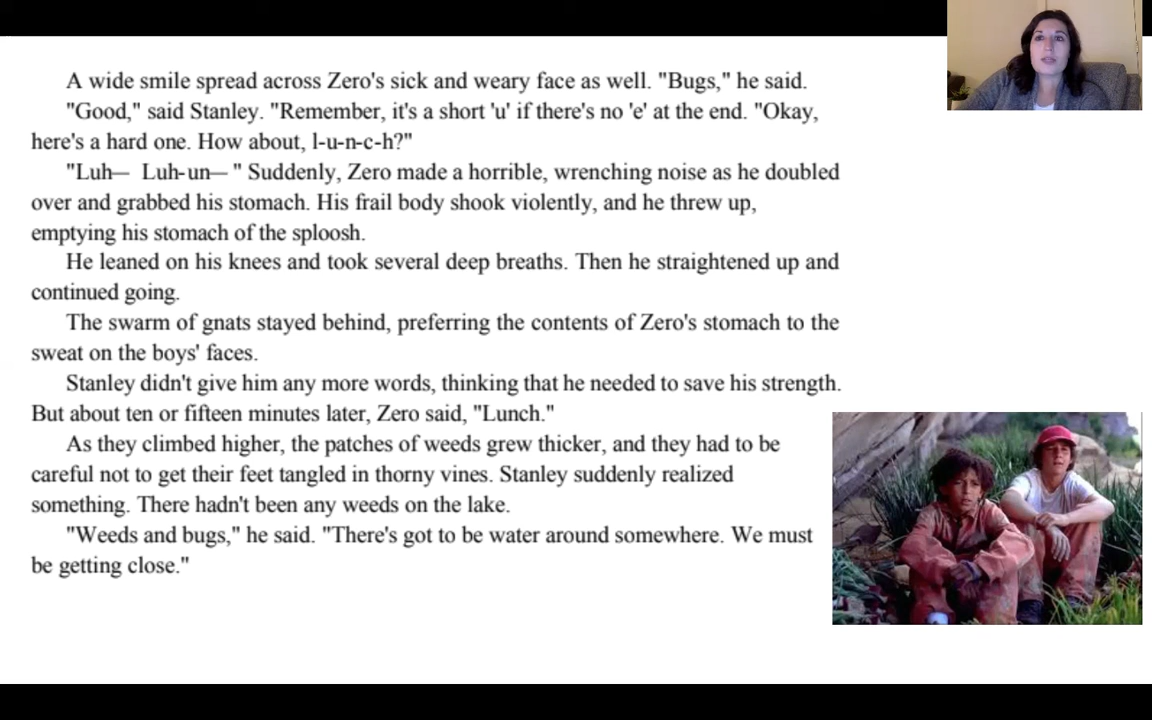 A wide smile spread across Zero's sick and weary face as well. "Bugs," he said.
"Good," said Stanley. "Remember, it's a short 'u' if there's no 'e' at the end. "Okay,
here's a hard one. How about, l-u-n-c-h?"
"Luh— Luh-un— " Suddenly, Zero made a horrible, wrenching noise as he doubled
over and grabbed his stomach. His frail body shook violently, and he threw up,
emptying his stomach of the sploosh.
He leaned on his knees and took several deep breaths. Then he straightened up and
continued going.
The swarm of gnats stayed behind, preferring the contents of Zero's stomach to the
sweat on the boys' faces.
Stanley didn't give him any more words, thinking that he needed to save his strength.
But about ten or fifteen minutes later, Zero said, "Lunch."
As they climbed higher, the patches of weeds grew thicker, and they had to be
careful not to get their feet tangled in thorny vines. Stanley suddenly realized
something. There hadn't been any weeds on the lake.
"Weeds and bugs," he said. "There's got to be water around somewhere. We must
be getting close."